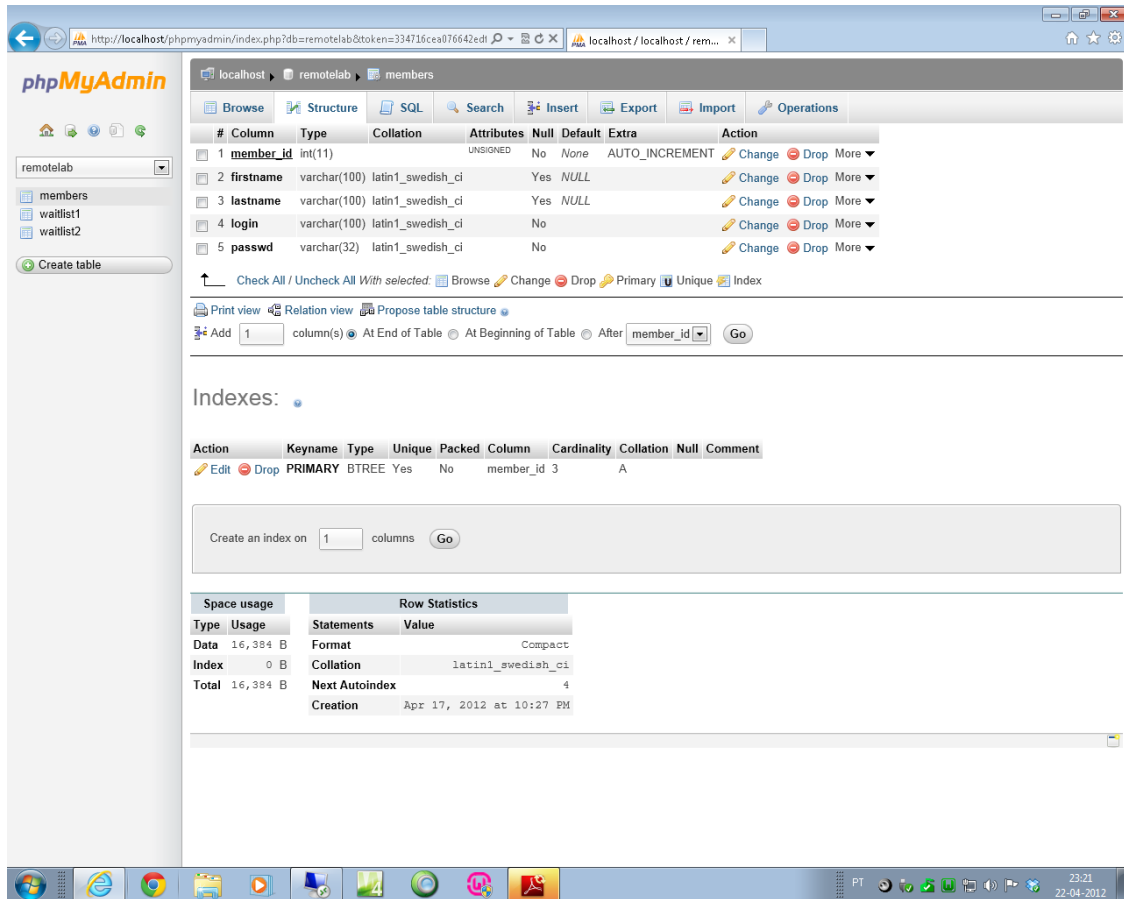 http://localhost/phpmyadmin/index.php?db=remotelab&token=334716cea076642ed
localhost / localhost / rem...
phpMyAdmin
localhost remotelab members
Browse Structure SQL Search Insert Export Import Operations
remotelab
members
waitlist1
waitlist2
Create table
# Column Type Collation Attributes Null Default Extra Action
1 member_id int(11) UNSIGNED No None AUTO_INCREMENT Change Drop More
2 firstname varchar(100) latin1_swedish_ci Yes NULL Change Drop More
3 lastname varchar(100) latin1_swedish_ci Yes NULL Change Drop More
4 login varchar(100) latin1_swedish_ci No Change Drop More
5 passwd varchar(32) latin1_swedish_ci No Change Drop More
Check All / Uncheck All With selected: Browse Change Drop Primary Unique Index
Print view Relation view Propose table structure
Add 1 column(s) At End of Table At Beginning of Table After member_id Go
Indexes:
Action Keyname Type Unique Packed Column Cardinality Collation Null Comment
Edit Drop PRIMARY BTREE Yes No member_id 3 A
Create an index on 1 columns Go
Space usage
Type Usage
Data 16,384 B
Index 0 B
Total 16,384 B
Row Statistics
Statements Value
Format Compact
Collation latin1_swedish_ci
Next Autoindex 4
Creation Apr 17, 2012 at 10:27 PM
PT
23:21
22-04-2012